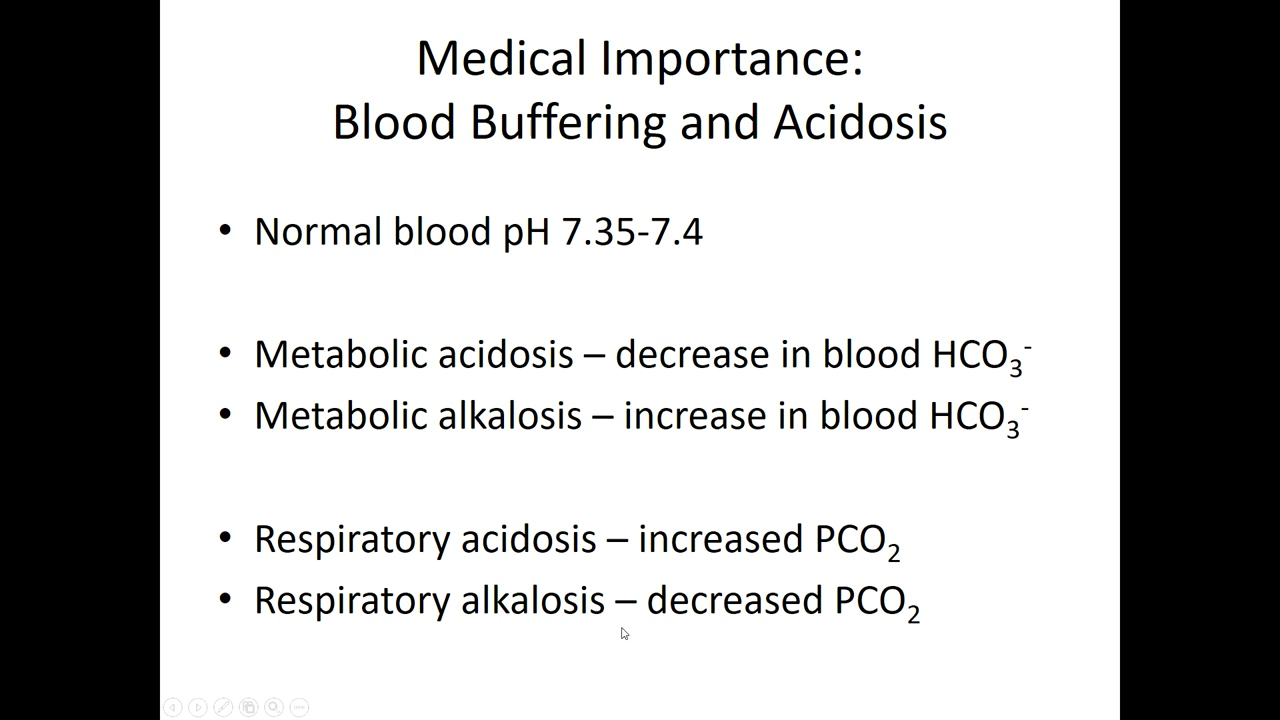 Medical Importance:
Blood Buffering and Acidosis
• Normal blood pH 7.35-7.4
• Metabolic acidosis – decrease in blood HCO₃⁻
• Metabolic alkalosis – increase in blood HCO₃⁻
• Respiratory acidosis – increased PCO₂
• Respiratory alkalosis – decreased PCO₂